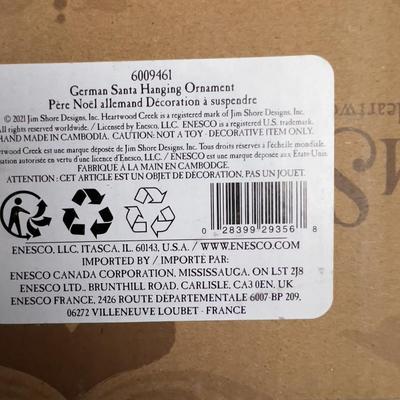 6009461
German Santa Hanging Ornament
Père Noël allemand Décoration à suspendre
© 2021 Jim Shore Designs, Inc. Heartwood Creek is a registered mark of Jim Shore Designs, Inc.
All rights reserved worldwide. / Licensed by Enesco, LLC. ENESCO is a registered U.S. trademark.
HAND MADE IN CAMBODIA. CAUTION: NOT A TOY - DECORATIVE ITEM ONLY.
Heartwood Creek est une marque déposée de Jim Shore Designs, Inc. Tous droits réservés à l'échelle mondiale.
autorisée en vertu d'une licence d'Enesco, LLC. / ENESCO est une marque déposée aux États-Unis.
FABRIQUÉ À LA MAIN EN CAMBODGE.
ATTENTION : CET ARTICLE EST UN OBJET DE DÉCORATION. PAS UN JOUET.
0 28399 29356 8
ENESCO, LLC, ITASCA, IL. 60143, U.S.A. / WWW.ENESCO.COM
IMPORTED BY / IMPORTÉ PAR:
ENESCO CANADA CORPORATION, MISSISSAUGA, ON L5T 2J8
ENESCO LTD., BRUNTHILL ROAD, CARLISLE, CA3 0EN, UK
ENESCO FRANCE, 2426 ROUTE DEPARTEMENTALE 6007-BP 209,
06272 VILLENEUVE LOUBET - FRANCE